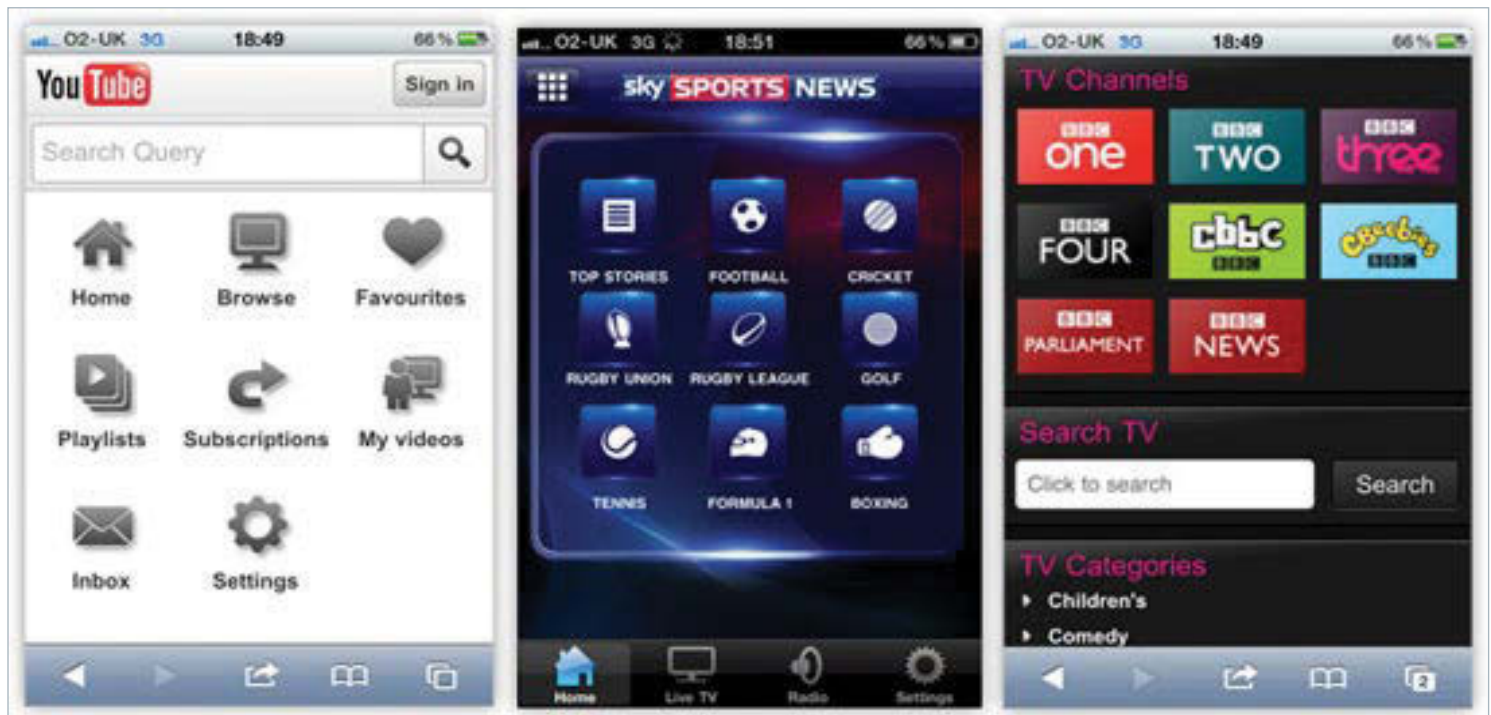 O2-UK 3G 18:49 66%
YouTube Sign in
Search Query
Home Browse Favourites
Playlists Subscriptions My videos
Inbox Settings
O2-UK 3G 18:51 66%
sky SPORTS NEWS
TOP STORIES FOOTBALL CRICKET
RUGBY UNION RUGBY LEAGUE GOLF
TENNIS FORMULA 1 BOXING
Home Live TV Radio Settings
O2-UK 3G 18:49 66%
TV Channels
BBC BBC BBC
one TWO three
BBC
FOUR cbbc CBeebies
BBC BBC
BBC BBC
PARLIAMENT NEWS
Search TV
Click to search Search
TV Categories
Children's
Comedy
2